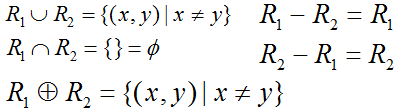 R₁ ∪ R₂ = {(x, y) | x ≠ y}
R₁ ∩ R₂ = {} = ϕ
R₁ ⊕ R₂ = {(x, y) | x ≠ y}
R₁ − R₂ = R₁
R₂ − R₁ = R₂